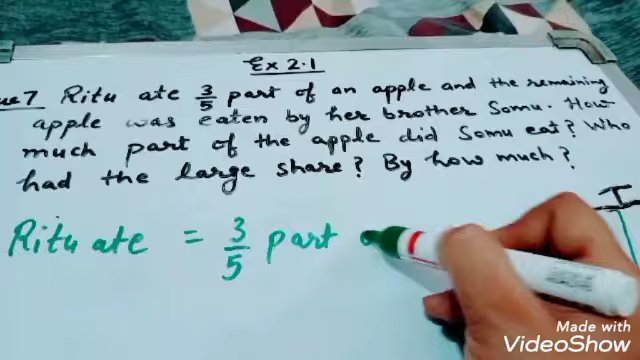 Ex 2.1
Que 7 Ritu ate 3/5 part of an apple and the remaining
apple was eaten by her brother Somu. How
much part of the apple did Somu eat? Who
had the large share? By how much?
Ritu ate = 3/5 part
I
Made with
VideoShow